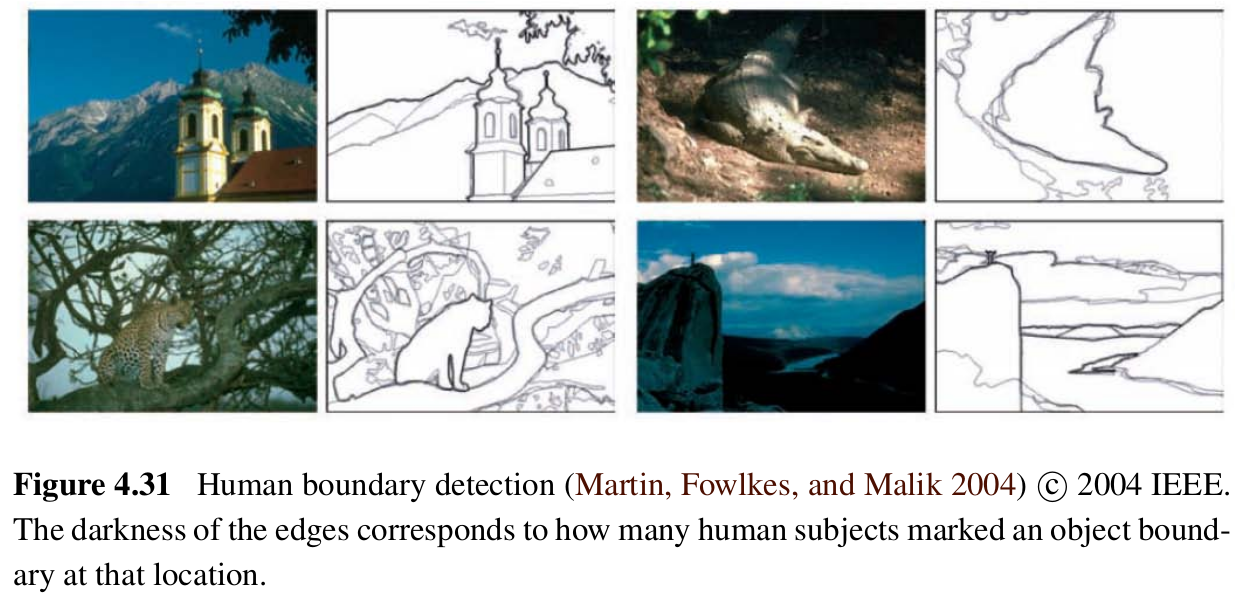 Figure 4.31 Human boundary detection (Martin, Fowlkes, and Malik 2004) © 2004 IEEE.
The darkness of the edges corresponds to how many human subjects marked an object bound-
ary at that location.